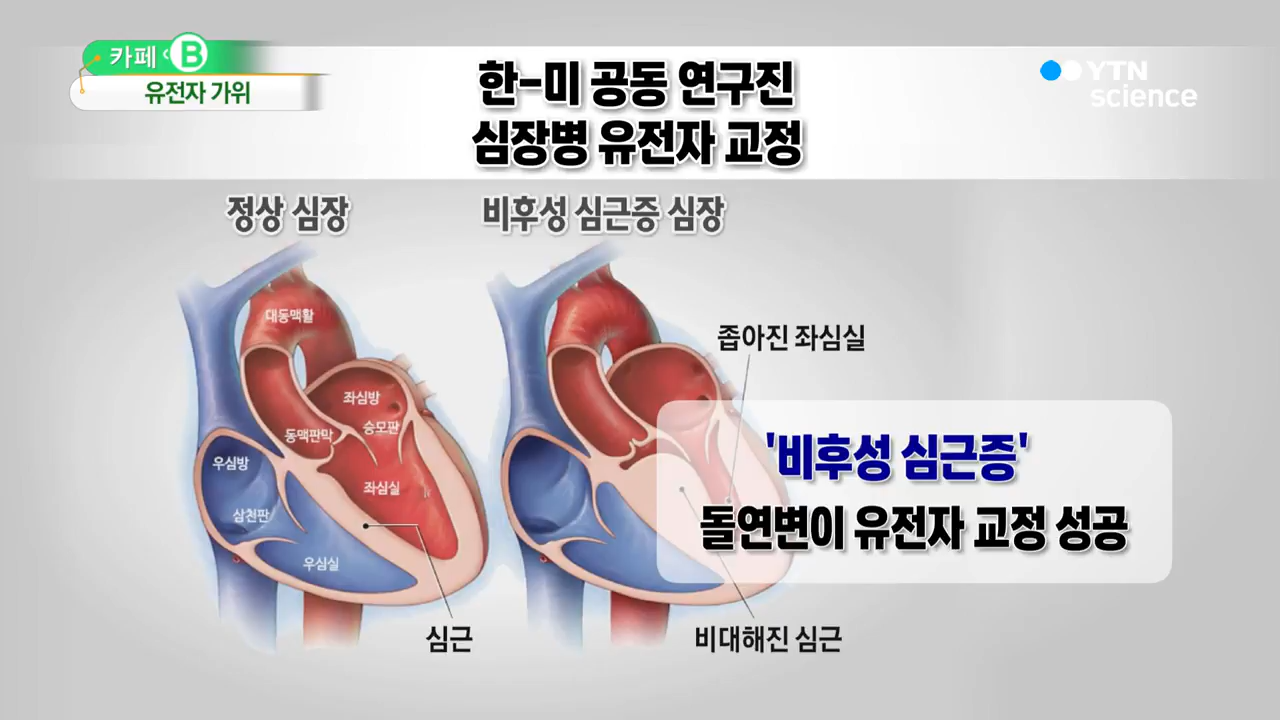 카페 B
유전자 가위
YTN
science
한-미 공동 연구진
심장병 유전자 교정
정상 심장
비후성 심근증 심장
대동맥활
좌심방
승모판
동맥판막
우심방
좌심실
삼천판
우심실
심근
좁아진 좌심실
'비후성 심근증'
돌연변이 유전자 교정 성공
비대해진 심근